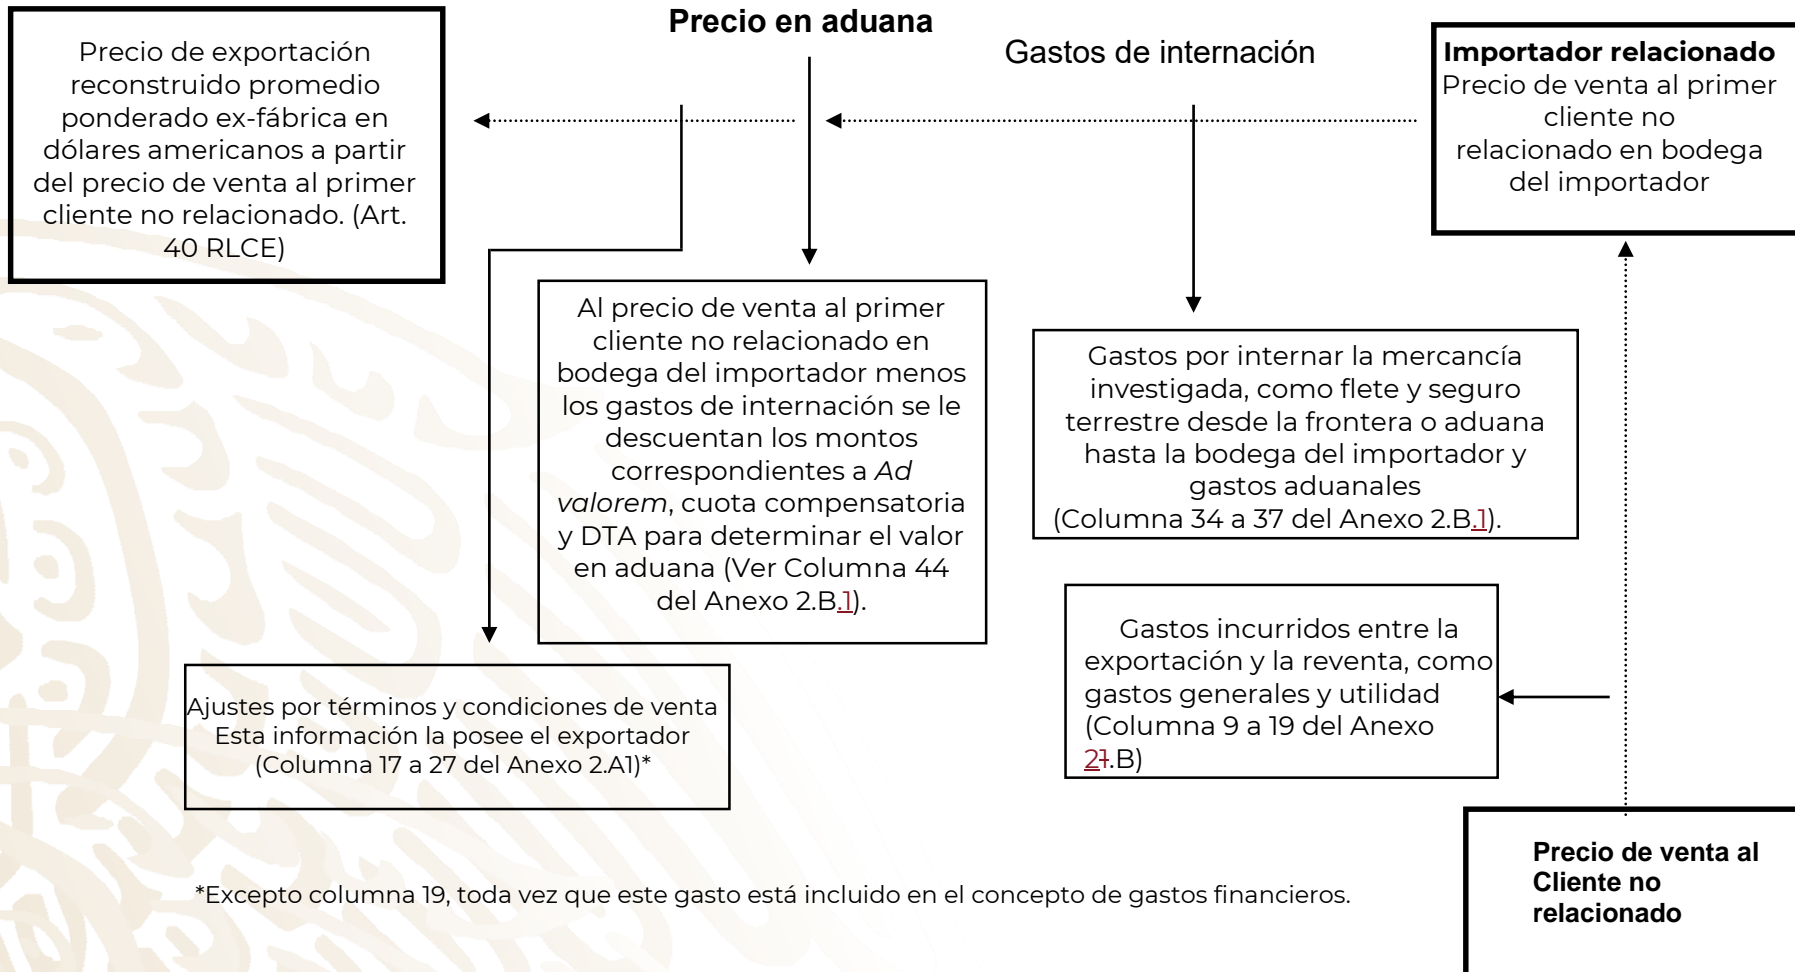 Precio en aduana
Precio de exportación
reconstruido promedio
ponderado ex-fábrica en
dólares americanos a partir
del precio de venta al primer
cliente no relacionado. (Art.
40 RLCE)
Gastos de internación
Importador relacionado
Precio de venta al primer
cliente no
relacionado en bodega
del importador
Al precio de venta al primer
cliente no relacionado en
bodega del importador menos
los gastos de internación se le
descuentan los montos
correspondientes a Ad
valorem, cuota compensatoria
y DTA para determinar el valor
en aduana (Ver Columna 44
del Anexo 2.B.1).
Gastos por internar la mercancía
investigada, como flete y seguro
terrestre desde la frontera o aduana
hasta la bodega del importador y
gastos aduanales
(Columna 34 a 37 del Anexo 2.B.1).
Gastos incurridos entre la
exportación y la reventa, como
gastos generales y utilidad
(Columna 9 a 19 del Anexo
21.B)
Ajustes por términos y condiciones de venta
Esta información la posee el exportador
(Columna 17 a 27 del Anexo 2.A1)*
*Excepto columna 19, toda vez que este gasto está incluido en el concepto de gastos financieros.
Precio de venta al
Cliente no
relacionado